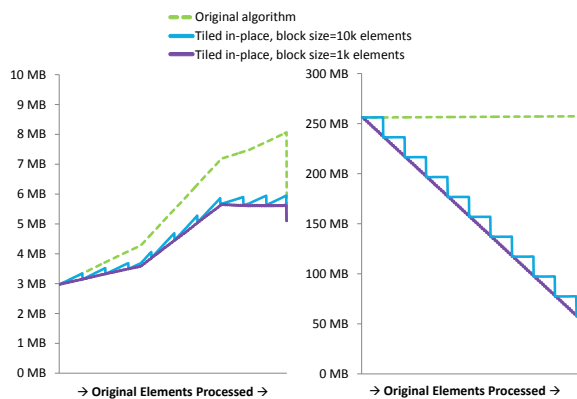 Original algorithm
Tiled in-place, block size=10k elements
Tiled in-place, block size=1k elements
10 MB
9 MB
8 MB
7 MB
6 MB
5 MB
4 MB
3 MB
2 MB
1 MB
0 MB
→ Original Elements Processed →
300 MB
250 MB
200 MB
150 MB
100 MB
50 MB
0 MB
→ Original Elements Processed →